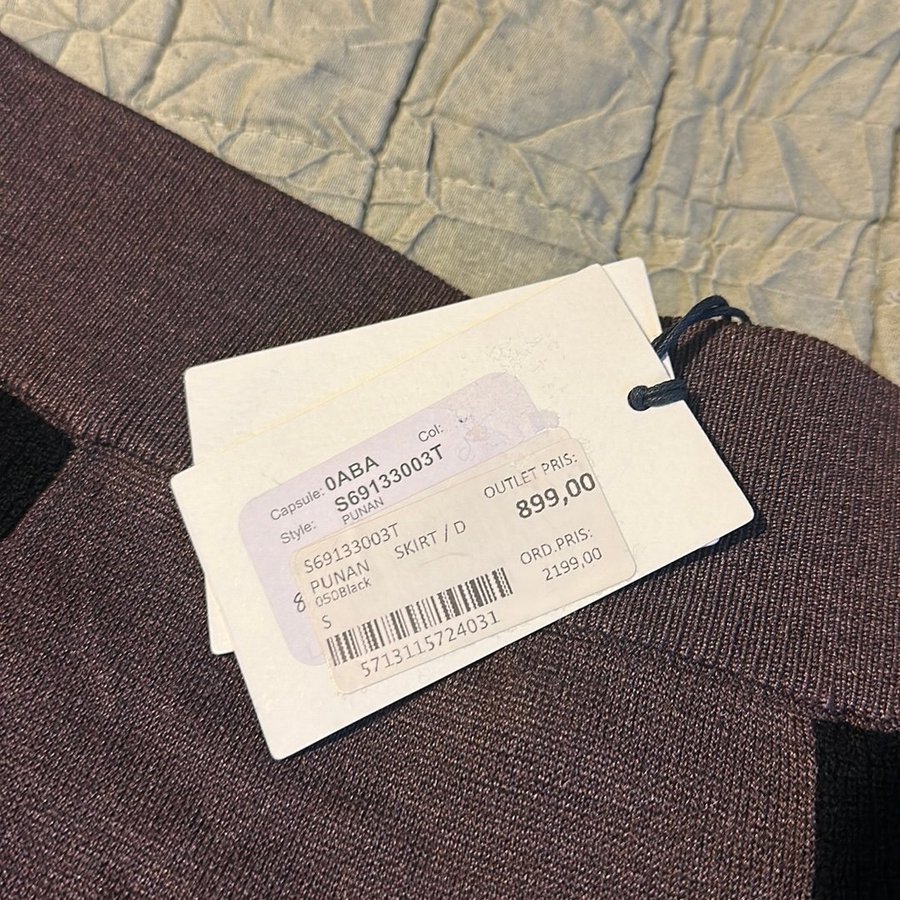 Capsule: 0ABA Col:
Style: S69133003T
PUNAN
S69133003T OUTLET PRIS:
PUNAN SKIRT / D 899,00
050Black ORD.PRIS:
S 2199,00
5713115724031
8